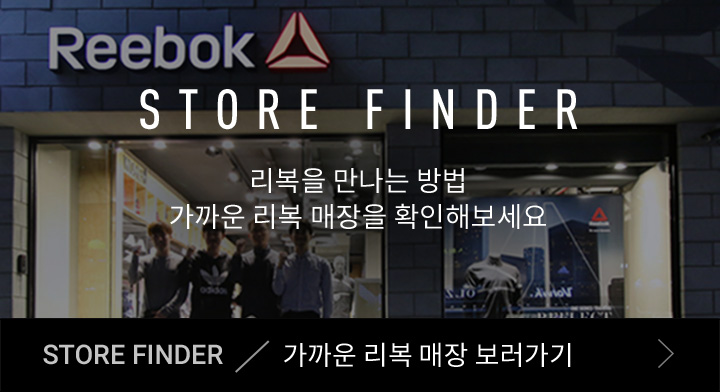 Reebok
STORE FINDER
리복을 만나는 방법
가까운 리복 매장을 확인해보세요
adidas
STORE FINDER / 가까운 리복 매장 보러가기 >